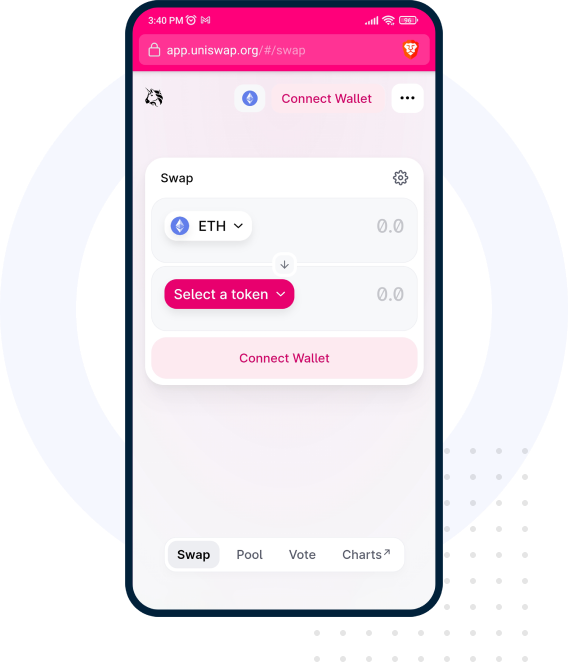 3:40 PM 96
app.uniswap.org/#/swap
Connect Wallet
Swap
ETH 0.0
Select a token 0.0
Connect Wallet
Swap Pool Vote Charts↗